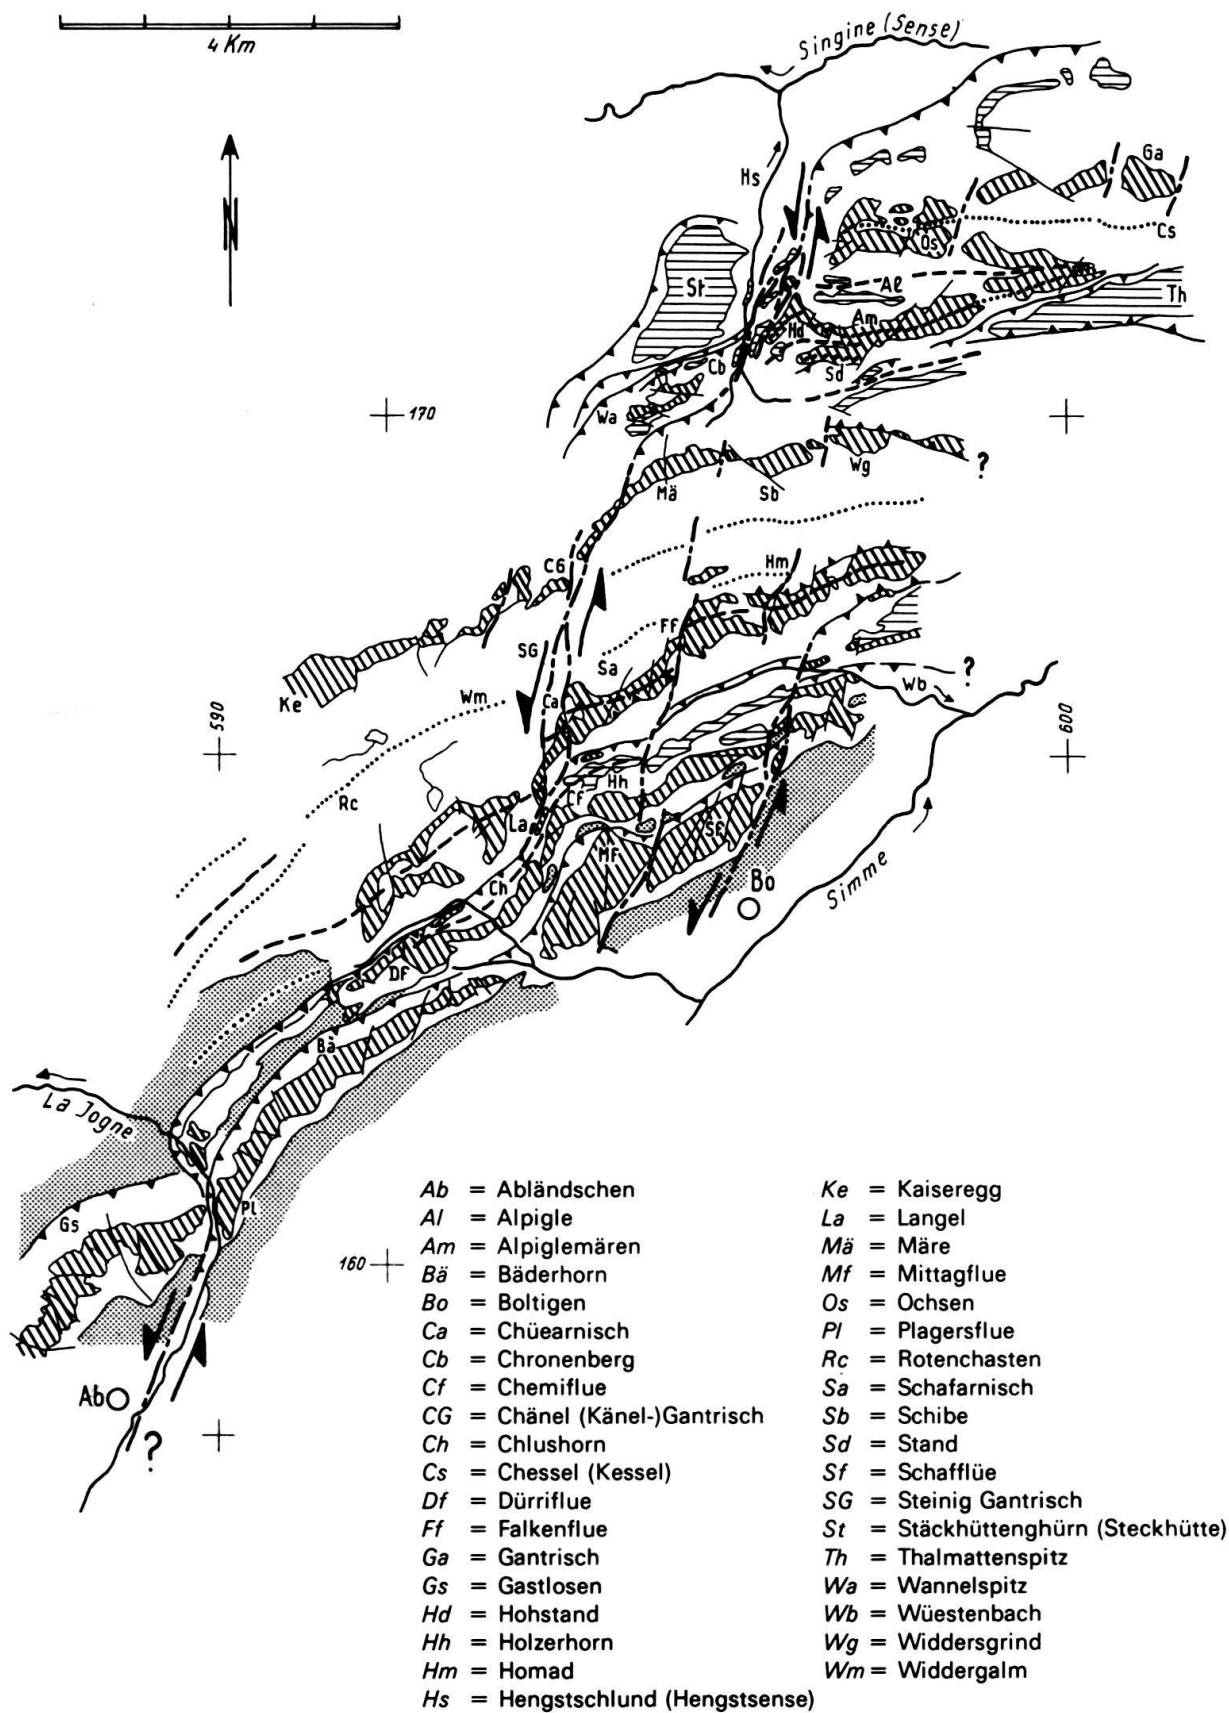 4 Km
Singine (Sense)
N
Hs
Ga
Cs
Os
St
Al
Th
Am
Hd
Cb
Sd
Wa
170
Wg
?
Mä
Sb
CG
Hm
Ff
SG
Sa
?
Wb
Ke
Wm
Ca
590
600
Rc
Hh
Cf
La
Sf
Mf
Bo
Simme
Ch
Df
Bä
La Jogne
Gs
Pl
160
Ab
?
Ab = Abländschen
Al = Alpigle
Am = Alpiglemären
Bä = Bäderhorn
Bo = Boltigen
Ca = Chüearnisch
Cb = Chronenberg
Cf = Chemiflue
CG = Chänel (Känel-)Gantrisch
Ch = Chlushorn
Cs = Chessel (Kessel)
Df = Dürriflue
Ff = Falkenflue
Ga = Gantrisch
Gs = Gastlosen
Hd = Hohstand
Hh = Holzerhorn
Hm = Homad
Hs = Hengstschlund (Hengstsense)
Ke = Kaiseregg
La = Langel
Mä = Märe
Mf = Mittagflue
Os = Ochsen
Pl = Plagersflue
Rc = Rotenchasten
Sa = Schafarnisch
Sb = Schibe
Sd = Stand
Sf = Schafflüe
SG = Steinig Gantrisch
St = Stäckhüttenghürn (Steckhütte)
Th = Thalmattenspitz
Wa = Wannelspitz
Wb = Wüestenbach
Wg = Widdersgrind
Wm = Widdergalm